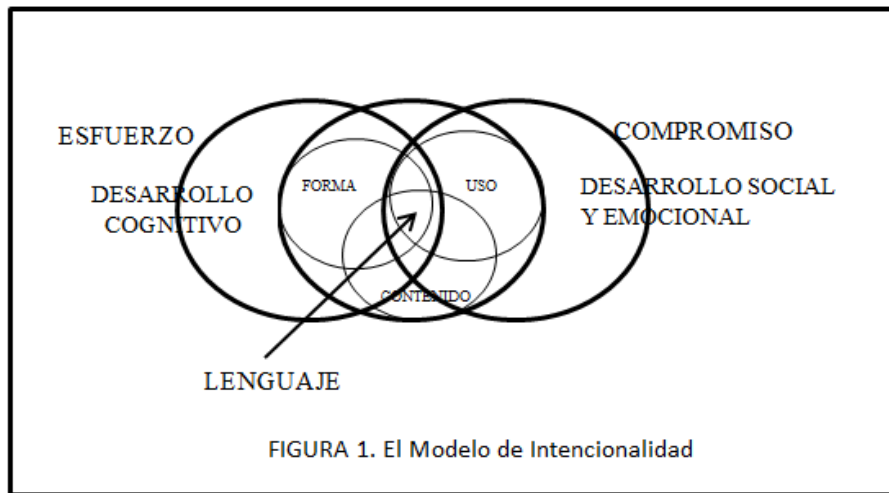 ESFUERZO
COMPROMISO
FORMA
USO
DESARROLLO
COGNITIVO
DESARROLLO SOCIAL
Y EMOCIONAL
CONTENIDO
LENGUAJE
FIGURA 1. El Modelo de Intencionalidad